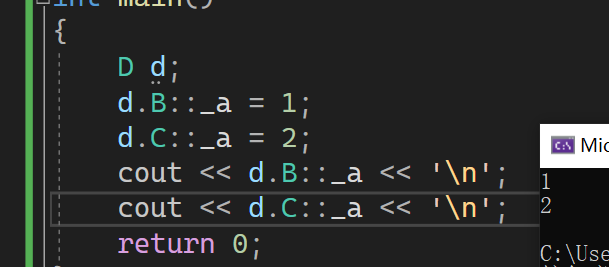 int main()
{
D d;
d.B::_a = 1;
d.C::_a = 2;
cout << d.B::_a << '\n';
cout << d.C::_a << '\n';
return 0;
C:\ Mic
1
2
C:\Use